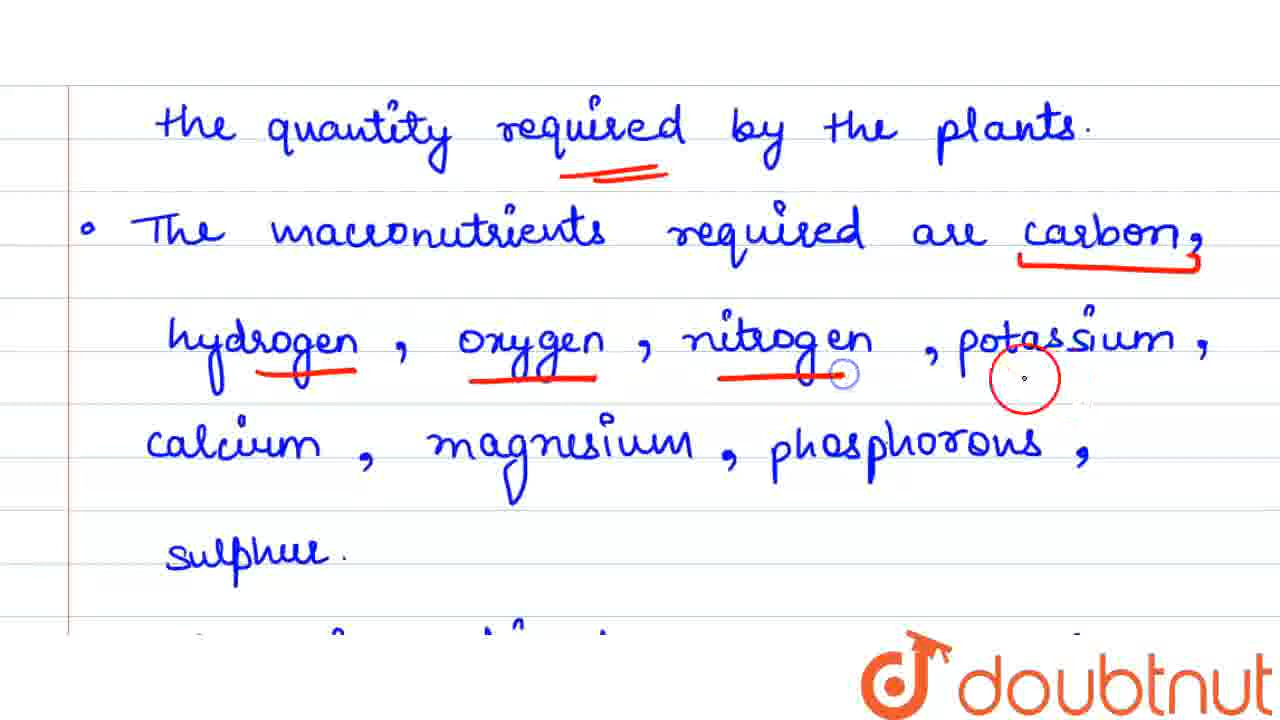 the quantity required by the plants.
• The macronutrients required are carbon,
hydrogen, oxygen, nitrogen, potassium,
calcium, magnesium, phosphorous,
sulphur.
doubtnut